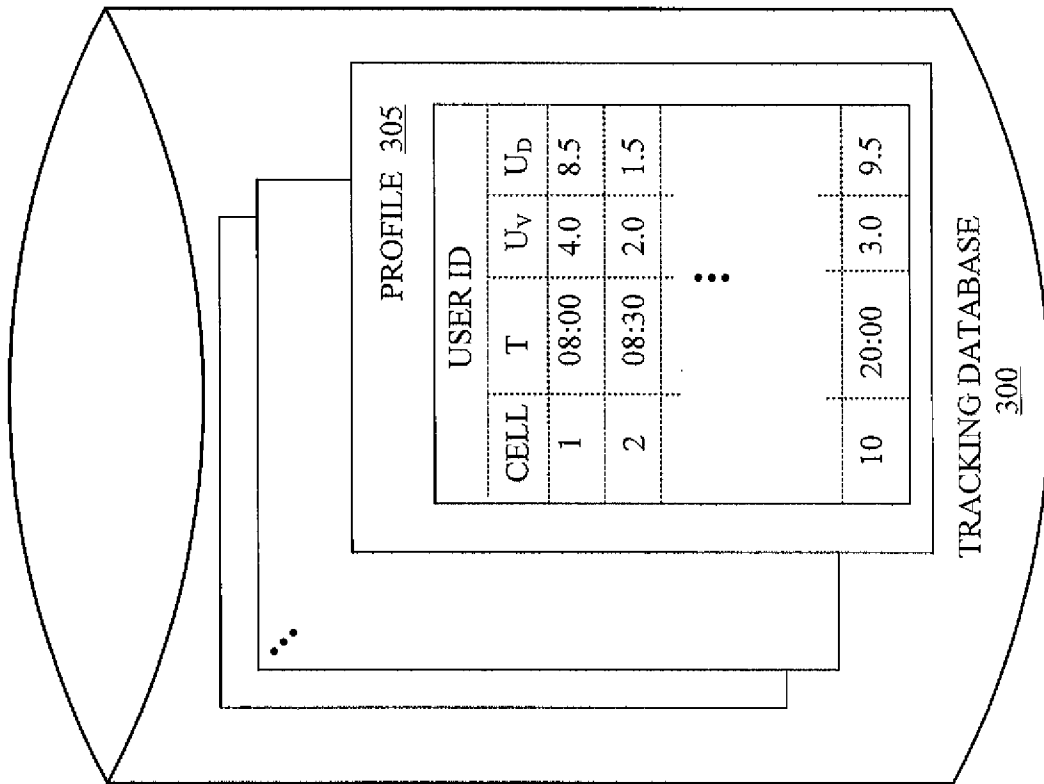 PROFILE 305
USER ID
CELL T U_V U_D
1 08:00 4.0 8.5
2 08:30 2.0 1.5
10 20:00 3.0 9.5
TRACKING DATABASE
300